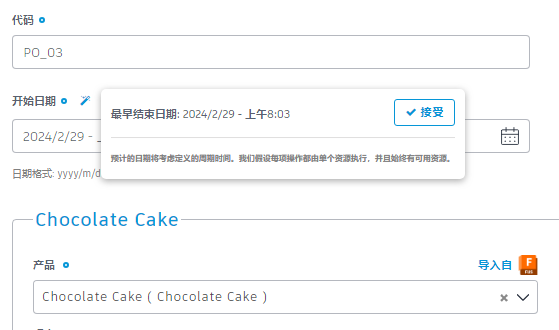 代码
PO_03
开始日期
最早结束日期: 2024/2/29 - 上午8:03
接受
2024/2/29 -
预计的日期将考虑定义的周期时间。我们假设每项操作都由单个资源执行，并且始终有可用资源。
日期格式: yyyy/m/d
Chocolate Cake
产品
导入自
F
Chocolate Cake ( Chocolate Cake )